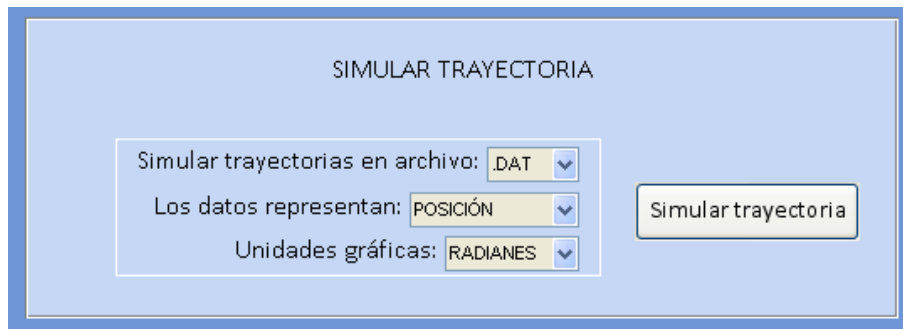 SIMULAR TRAYECTORIA
Simular trayectorias en archivo: .DAT
Los datos representan: POSICIÓN
Simular trayectoria
Unidades gráficas: RADIANES